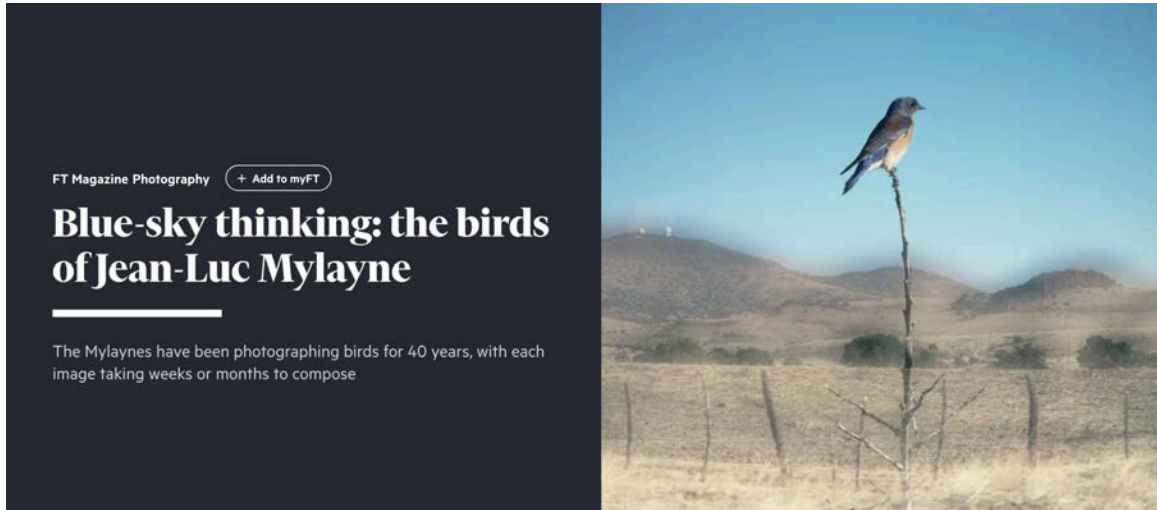 FT Magazine Photography + Add to myFT
Blue-sky thinking: the birds
of Jean-Luc Mylayne
The Mylaynes have been photographing birds for 40 years, with each
image taking weeks or months to compose